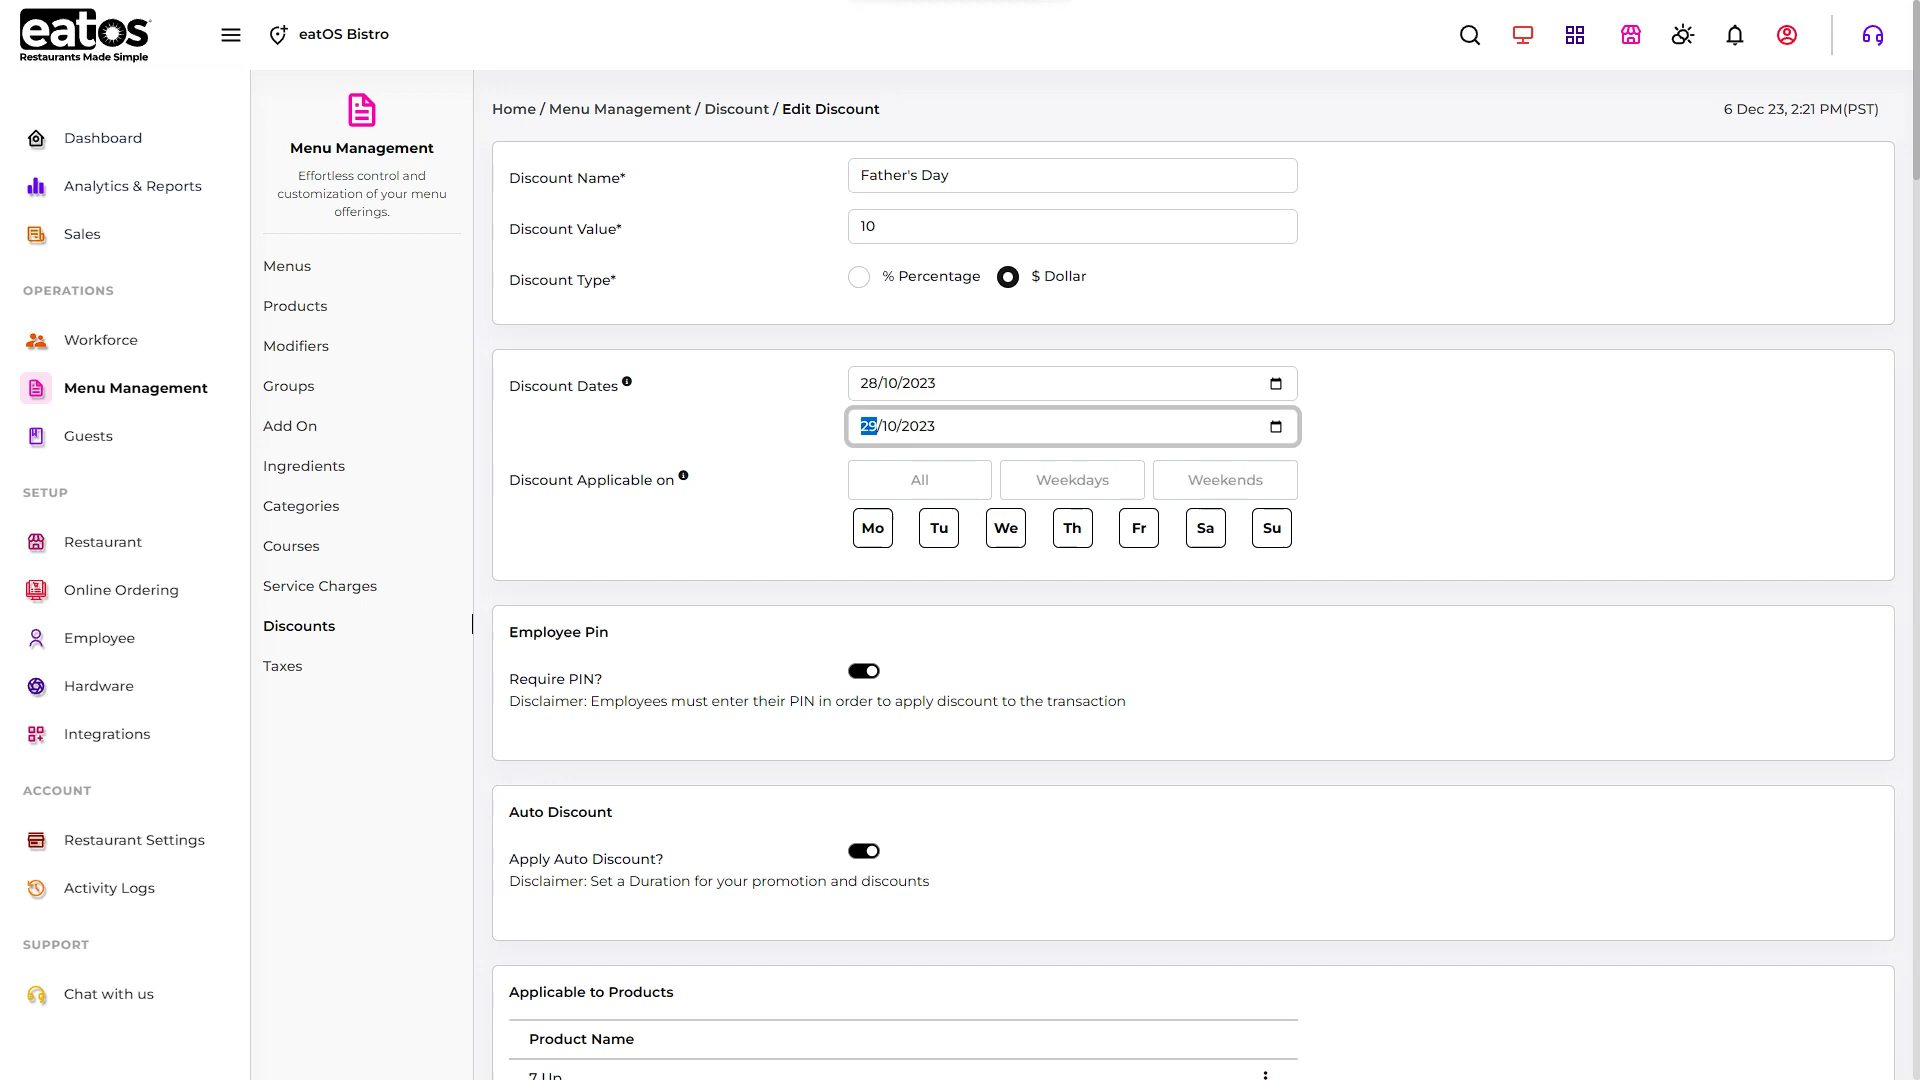 eatOS
Restaurants Made Simple
eatOS Bistro
Dashboard
Analytics & Reports
Sales
OPERATIONS
Workforce
Menu Management
Guests
SETUP
Restaurant
Online Ordering
Employee
Hardware
Integrations
ACCOUNT
Restaurant Settings
Activity Logs
SUPPORT
Chat with us
Menu Management
Effortless control and
customization of your menu
offerings.
Menus
Products
Modifiers
Groups
Add On
Ingredients
Categories
Courses
Service Charges
Discounts
Taxes
Home / Menu Management / Discount / Edit Discount
6 Dec 23, 2:21 PM(PST)
Discount Name*
Father's Day
Discount Value*
10
Discount Type*
% Percentage
$ Dollar
Discount Dates
28/10/2023
29/10/2023
Discount Applicable on
All
Weekdays
Weekends
Mo
Tu
We
Th
Fr
Sa
Su
Employee Pin
Require PIN?
Disclaimer: Employees must enter their PIN in order to apply discount to the transaction
Auto Discount
Apply Auto Discount?
Disclaimer: Set a Duration for your promotion and discounts
Applicable to Products
Product Name
7 Up